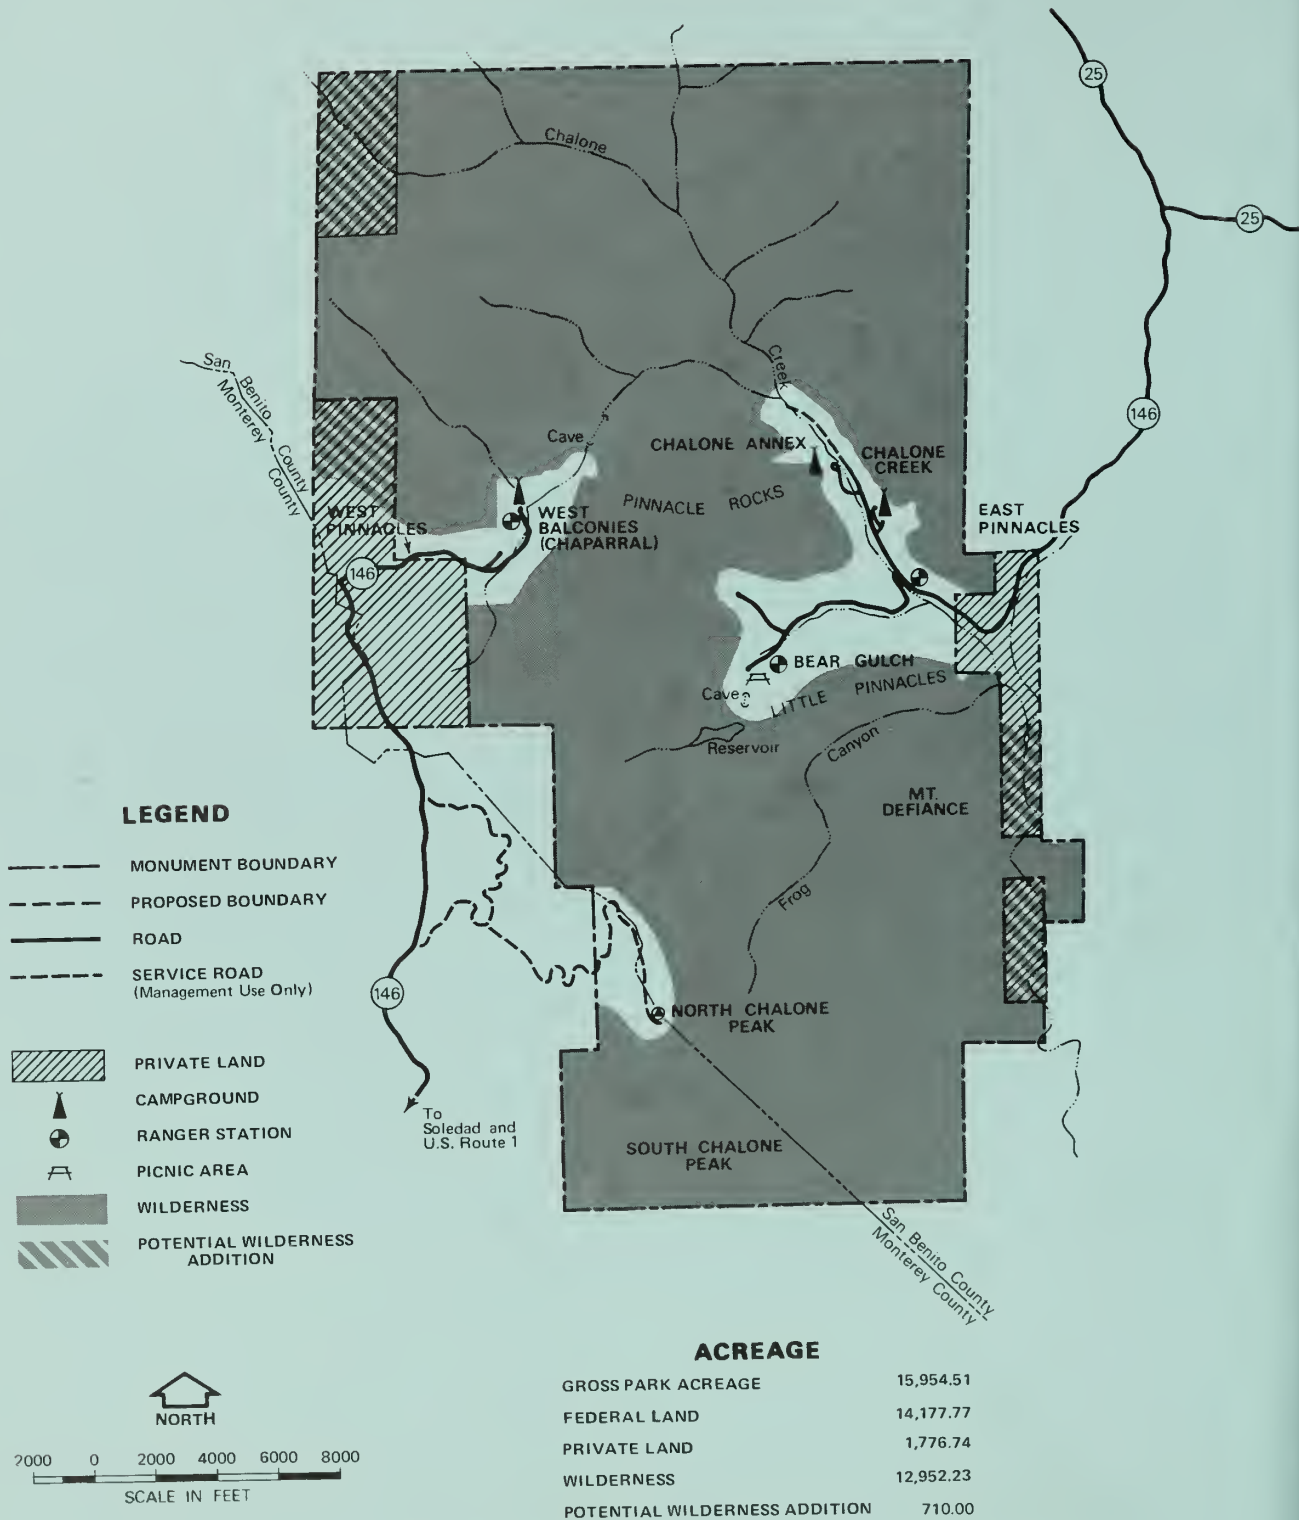 25
25
146
Chalone
Creek
San Benito County
Monterey County
Cave
CHALONE ANNEX
CHALONE
CREEK
PINNACLE ROCKS
WEST
PINNACLES
WEST
BALCONIES
(CHAPARRAL)
EAST
PINNACLES
146
BEAR GULCH
Cave
LITTLE PINNACLES
Reservoir
Canyon
Frog
MT.
DEFIANCE
NORTH CHALONE
PEAK
146
To
Soledad and
U.S. Route 1
SOUTH CHALONE
PEAK
San Benito County
Monterey County
LEGEND
MONUMENT BOUNDARY
PROPOSED BOUNDARY
ROAD
SERVICE ROAD
(Management Use Only)
PRIVATE LAND
CAMPGROUND
RANGER STATION
PICNIC AREA
WILDERNESS
POTENTIAL WILDERNESS
ADDITION
NORTH
2000 0 2000 4000 6000 8000
SCALE IN FEET
ACREAGE
GROSS PARK ACREAGE 15,954.51
FEDERAL LAND 14,177.77
PRIVATE LAND 1,776.74
WILDERNESS 12,952.23
POTENTIAL WILDERNESS ADDITION 710.00